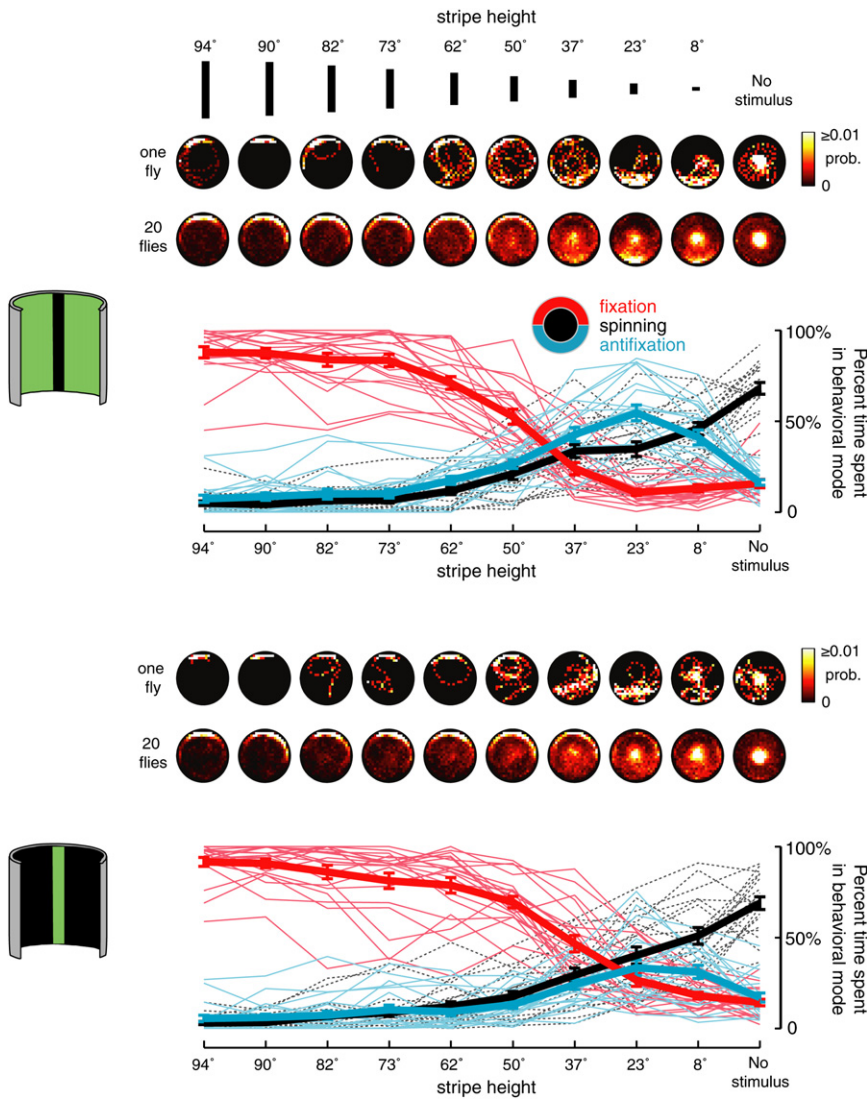 stripe height
94° 90° 82° 73° 62° 50° 37° 23° 8° No
stimulus
one
fly
≥0.01
prob.
0
20
flies
fixation
spinning
antifixation
100%
50%
0
Percent time spent
in behavioral mode
94° 90° 82° 73° 62° 50° 37° 23° 8° No
stimulus
stripe height
one
fly
≥0.01
prob.
0
20
flies
100%
50%
0
Percent time spent
in behavioral mode
94° 90° 82° 73° 62° 50° 37° 23° 8° No
stimulus
stripe height